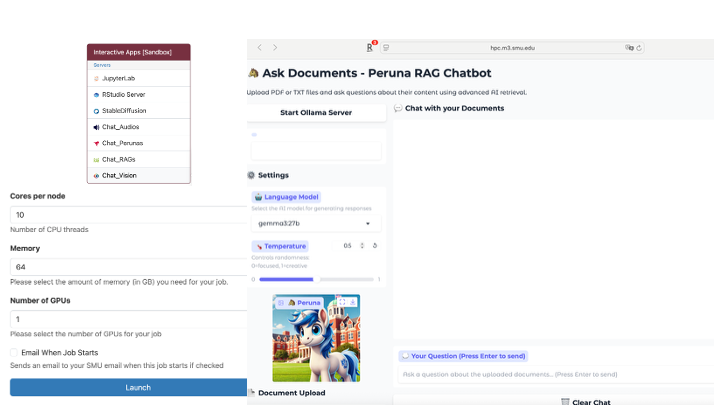 Interactive Apps [Sandbox]
Servers
JupyterLab
RStudio Server
StableDiffusion
Chat_Audios
Chat_Perunas
Chat_RAGs
Chat_Vision
Cores per node
10
Number of CPU threads
Memory
64
Please select the amount of memory (in GB) you need for your job.
Number of GPUs
1
Please select the number of GPUs for your job
Email When Job Starts
Sends an email to your SMU email when this job starts if checked
Launch
hpc.m3.smu.edu
Ask Documents - Peruna RAG Chatbot
Upload PDF or TXT files and ask questions about their content using advanced AI retrieval.
Start Ollama Server
Settings
Language Model
Select the AI model for generating responses
gemma3:27b
Temperature
0.5
Controls randomness:
0=focused, 1=creative
0
1
Peruna
Document Upload
Chat with your Documents
Your Question (Press Enter to send)
Ask a question about the uploaded documents... (Press Enter to send)
Clear Chat